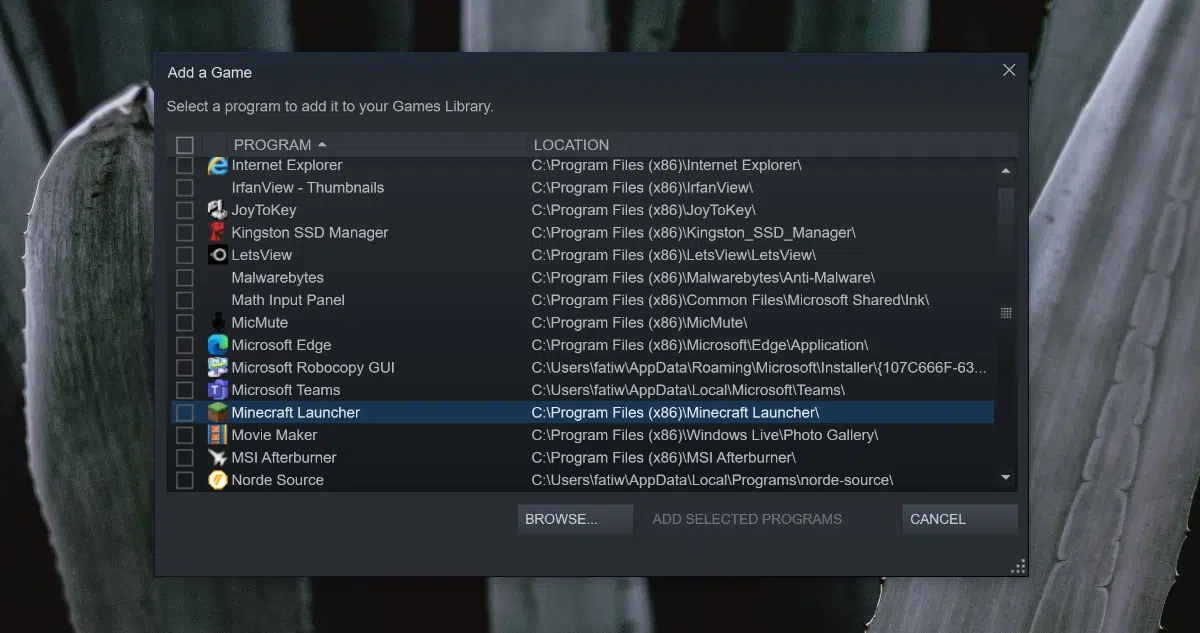 Add a Game
Select a program to add it to your Games Library.
PROGRAM LOCATION
Internet Explorer C:\Program Files (x86)\Internet Explorer\
IrfanView - Thumbnails C:\Program Files (x86)\IrfanView\
JoyToKey C:\Program Files (x86)\JoyToKey\
Kingston SSD Manager C:\Program Files (x86)\Kingston_SSD_Manager\
LetsView C:\Program Files (x86)\LetsView\LetsView\
Malwarebytes C:\Program Files (x86)\Malwarebytes\Anti-Malware\
Math Input Panel C:\Program Files (x86)\Common Files\Microsoft Shared\Ink\
MicMute C:\Program Files (x86)\MicMute\
Microsoft Edge C:\Program Files (x86)\Microsoft\Edge\Application\
Microsoft Robocopy GUI C:\Users\fatiw\AppData\Roaming\Microsoft\Installer\{107C666F-63...
Microsoft Teams C:\Users\fatiw\AppData\Local\Microsoft\Teams\
Minecraft Launcher C:\Program Files (x86)\Minecraft Launcher\
Movie Maker C:\Program Files (x86)\Windows Live\Photo Gallery\
MSI Afterburner C:\Program Files (x86)\MSI Afterburner\
Norde Source C:\Users\fatiw\AppData\Local\Programs\norde-source\
BROWSE... ADD SELECTED PROGRAMS CANCEL